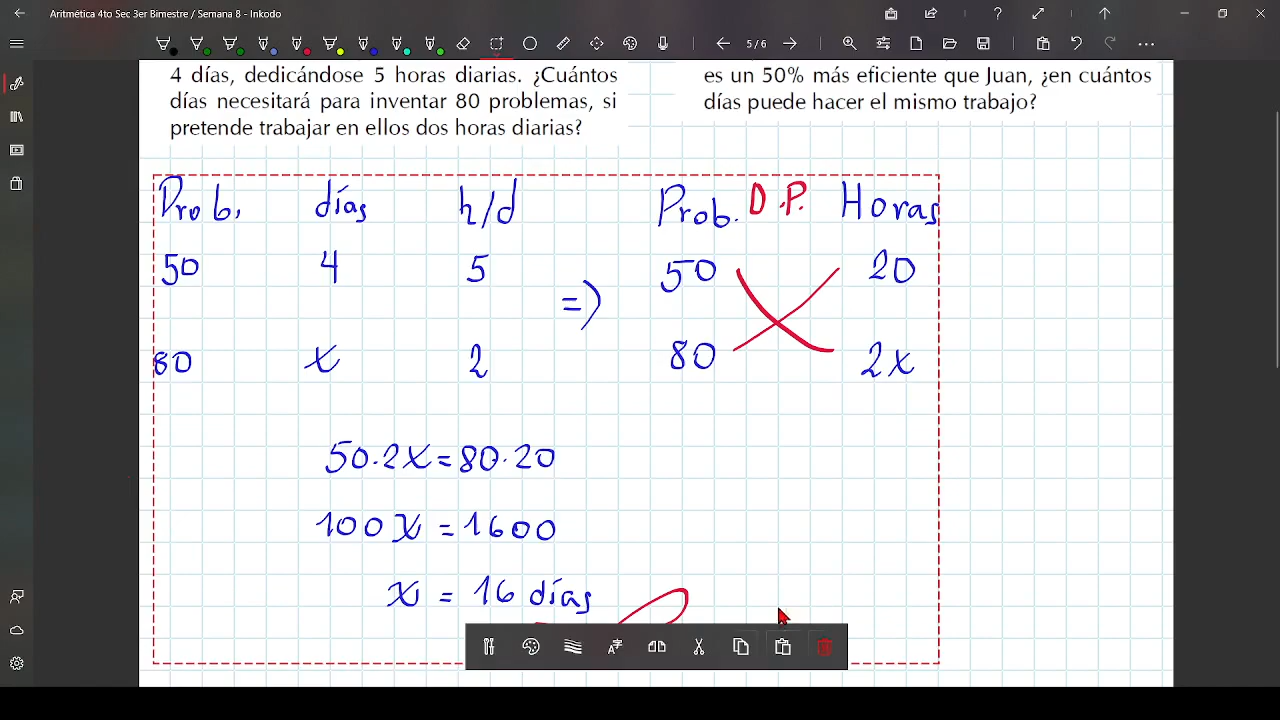 Aritmética 4to Sec 3er Bimestre / Semana 8 - Inkodo
5/6
4 días, dedicándose 5 horas diarias. ¿Cuántos
días necesitará para inventar 80 problemas, si
pretende trabajar en ellos dos horas diarias?
es un 50% más eficiente que Juan, ¿en cuántos
días puede hacer el mismo trabajo?
Prob. días h/d Prob. D.P. Horas
50 4 5 => 50 20
80 x 2 80 2x
50.2x=80.20
100x=1600
x = 16 días